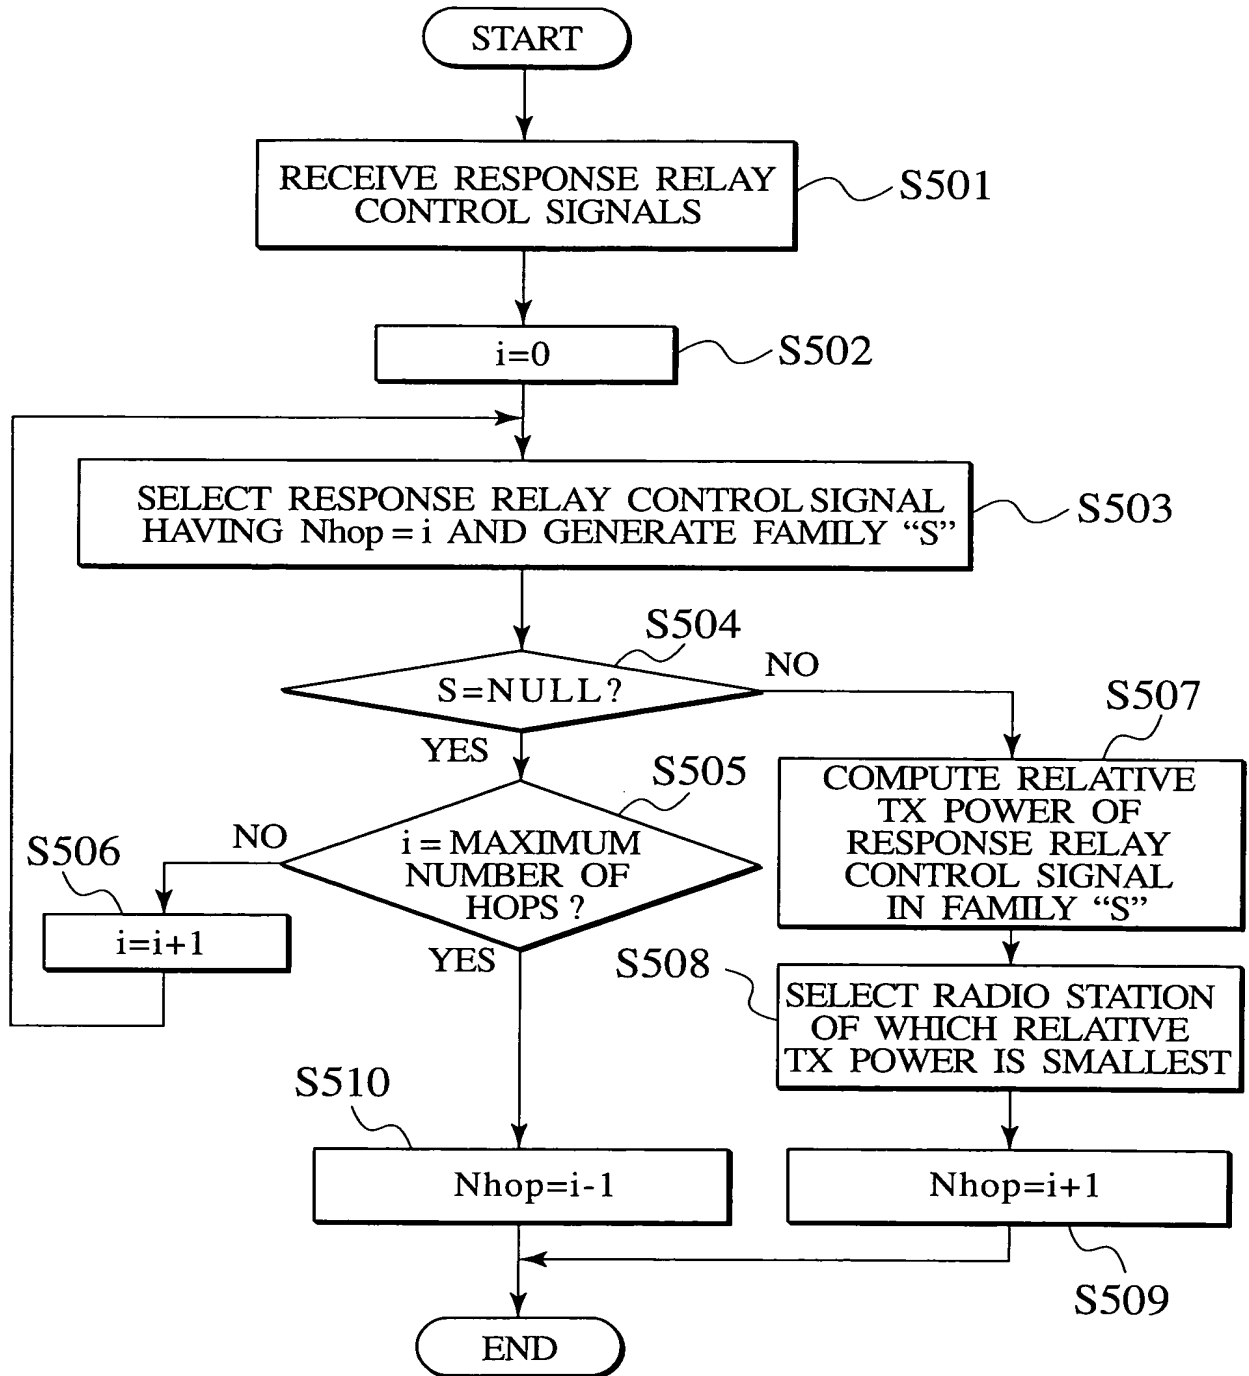 START
RECEIVE RESPONSE RELAY
CONTROL SIGNALS
S501
i=0
S502
SELECT RESPONSE RELAY CONTROL SIGNAL
HAVING Nhop = i AND GENERATE FAMILY “S”
S503
S504
S=NULL?
NO
YES
S507
S505
COMPUTE RELATIVE
TX POWER OF
RESPONSE RELAY
CONTROL SIGNAL
IN FAMILY “S”
i = MAXIMUM
NUMBER OF
HOPS ?
NO
YES
S506
i=i+1
S508
SELECT RADIO STATION
OF WHICH RELATIVE
TX POWER IS SMALLEST
S510
Nhop=i-1
Nhop=i+1
S509
END